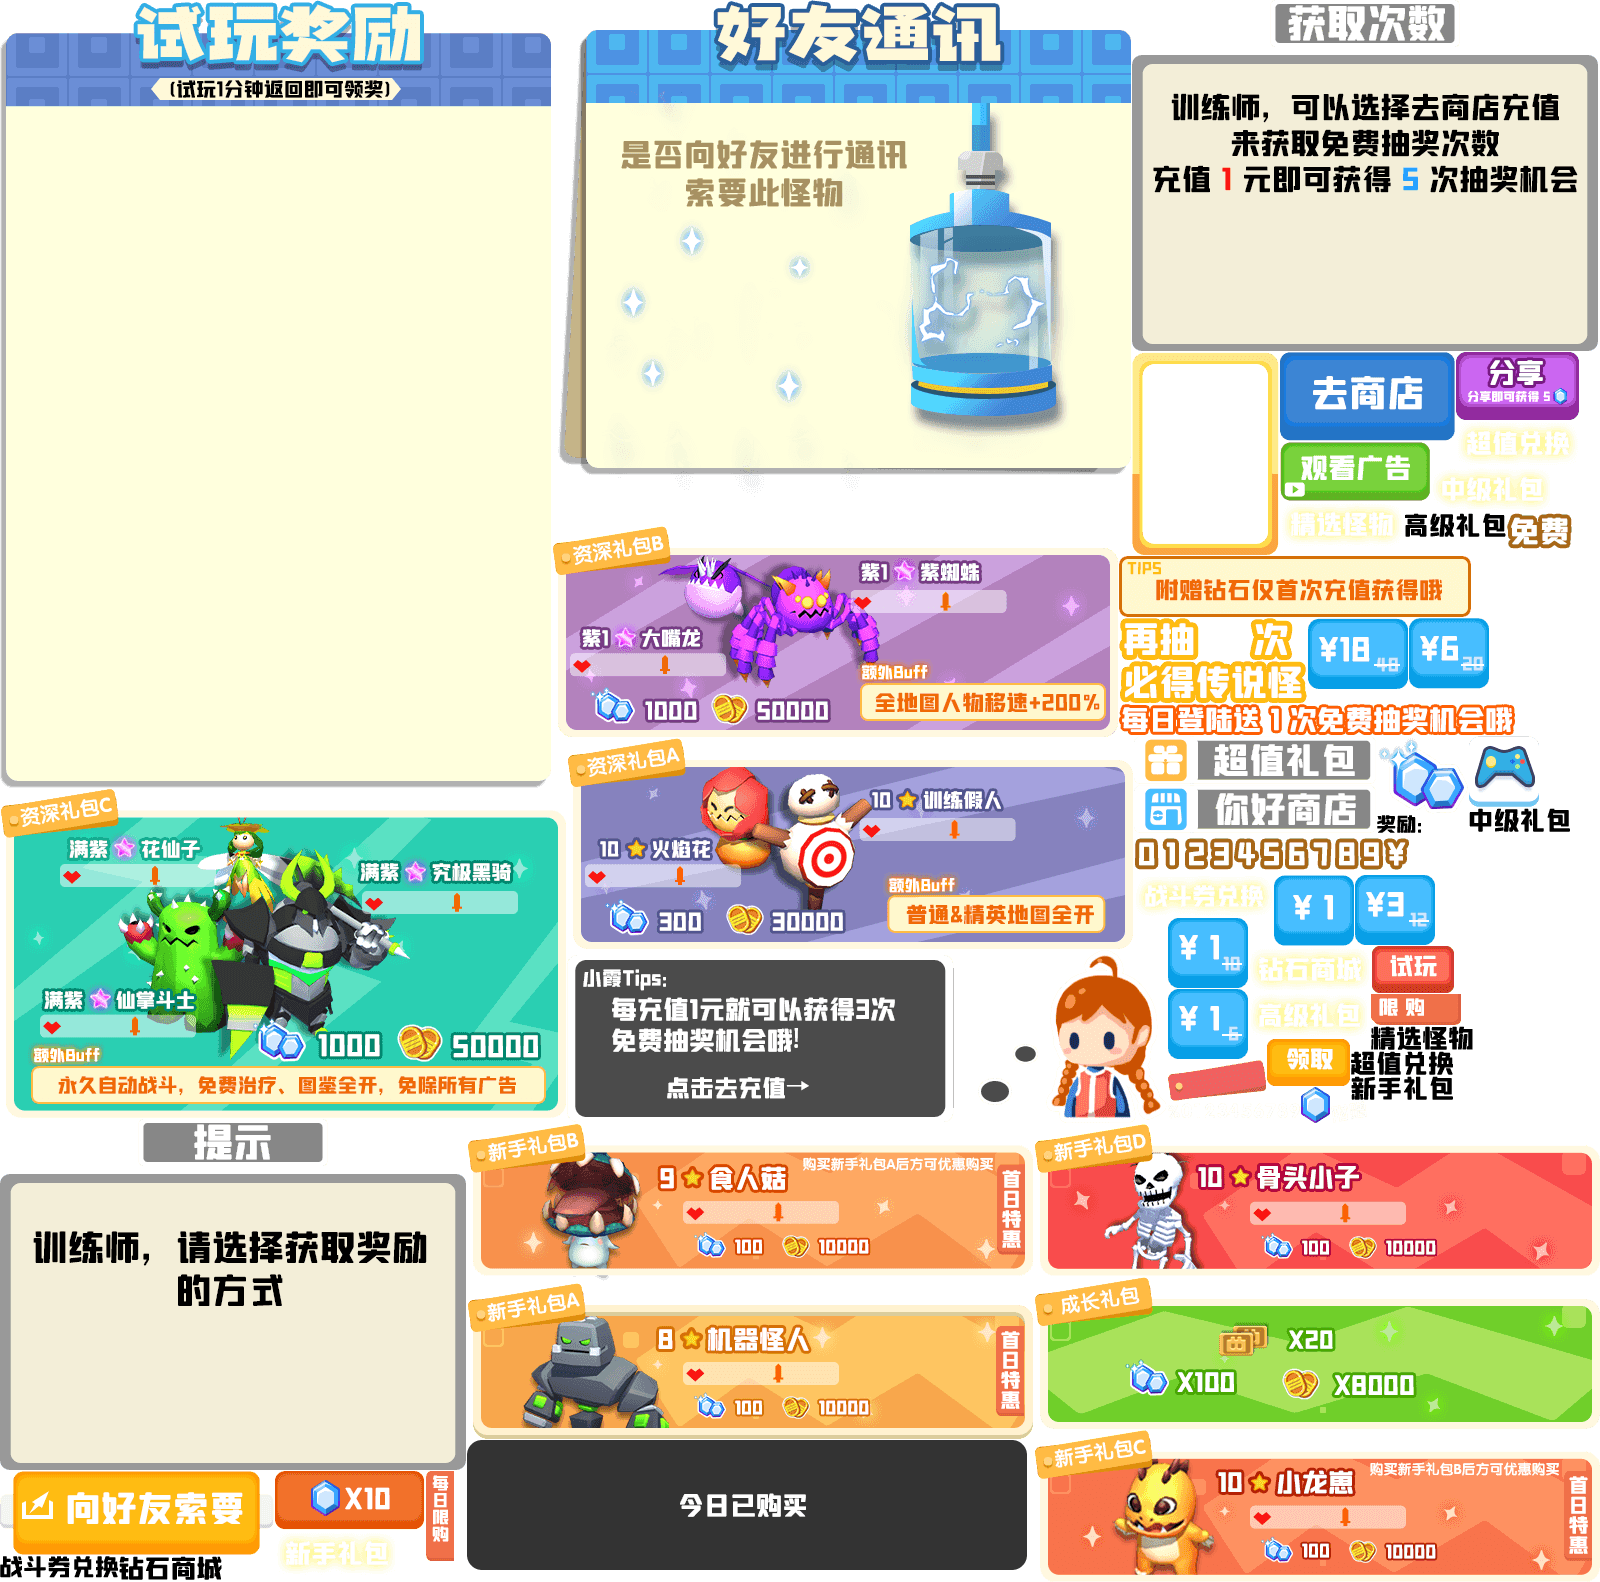 试玩奖励
(试玩1分钟返回即可领奖)
好友通讯
是否向好友进行通讯
索要此怪物
获取次数
训练师，可以选择去商店充值
来获取免费抽奖次数
充值 1 元即可获得 5 次抽奖机会
去商店
分享
分享即可获得 5
超值兑换
观看广告
中级礼包
精选怪物
高级礼包
免费
资深礼包B
紫1 紫蜘蛛
紫1 大嘴龙
额外Buff
1000 50000
全地图人物移速+200%
TIPS
附赠钻石仅首次充值获得哦
再抽 次
必得传说怪
¥18 48
¥6 20
每日登陆送 1 次免费抽奖机会哦
超值礼包
你好商店
奖励:
中级礼包
0123456789¥
资深礼包A
10 训练假人
10 火焰花
额外Buff
300 30000
普通&精英地图全开
资深礼包C
满紫 花仙子
满紫 究极黑骑
满紫 仙掌斗士
额外Buff
1000 50000
永久自动战斗，免费治疗、图鉴全开，免除所有广告
小霞Tips:
每充值1元就可以获得3次
免费抽奖机会哦!
点击去充值→
战斗券兑换
¥ 1
¥3 12
¥ 1 10
钻石商城
试玩
限购
¥ 1 6
高级礼包
精选怪物
领取
超值兑换
新手礼包
提示
训练师，请选择获取奖励
的方式
新手礼包B
购买新手礼包A后方可优惠购买
9 食人菇
100 10000
首日特惠
新手礼包D
10 骨头小子
100 10000
新手礼包A
8 机器怪人
100 10000
首日特惠
成长礼包
X20
X100 X8000
今日已购买
新手礼包C
购买新手礼包B后方可优惠购买
10 小龙崽
100 10000
首日特惠
向好友索要
X10
每日限购
新手礼包
战斗券兑换钻石商城